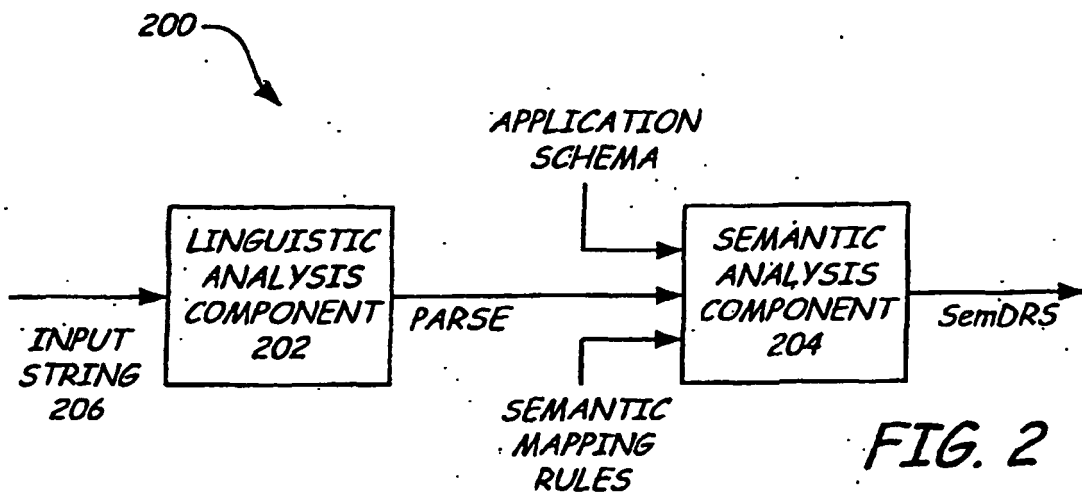 200
APPLICATION
SCHEMA
LINGUISTIC
ANALYSIS
COMPONENT
202
SEMANTIC
ANALYSIS
COMPONENT
204
INPUT
STRING
206
PARSE
SemDRS
SEMANTIC
MAPPING
RULES
FIG. 2